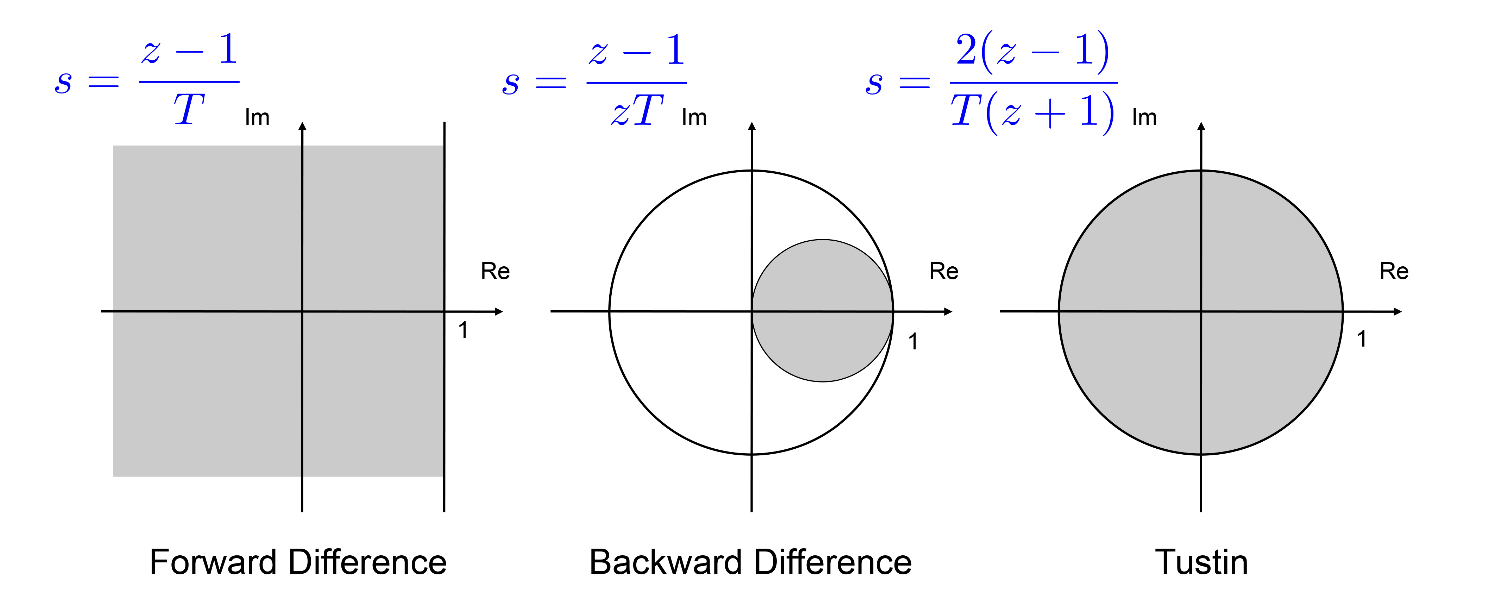 s = \frac{z - 1}{T}
Im
Re
1
Forward Difference
s = \frac{z - 1}{zT}
Im
Re
1
Backward Difference
s = \frac{2(z - 1)}{T(z + 1)}
Im
Re
1
Tustin